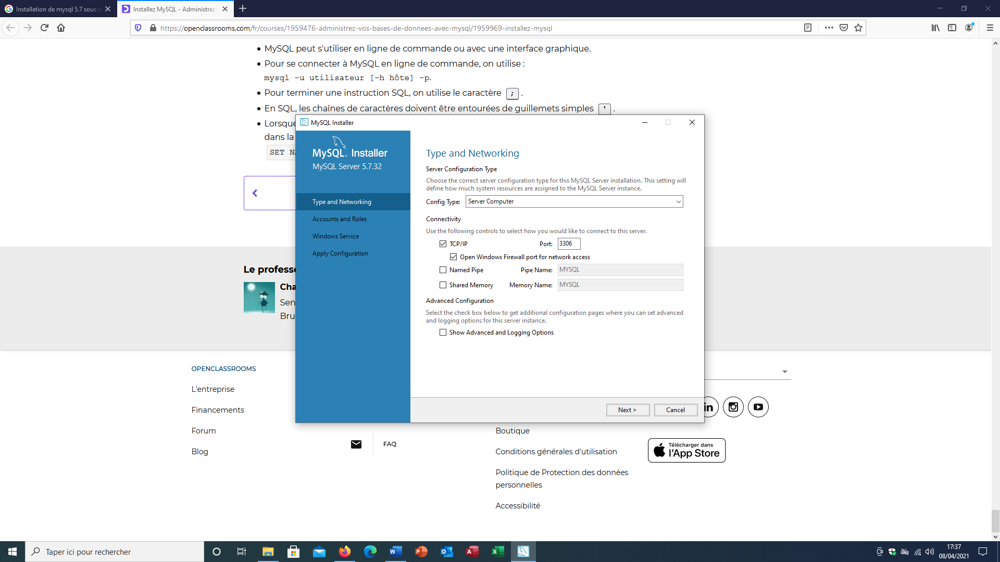 Installation de mysql 5.7 sous w
Installez MySQL - Administrez v
https://openclassrooms.com/fr/courses/1959476-administrez-vos-bases-de-donnees-avec-mysql/1959969-installez-mysql
MySQL peut s'utiliser en ligne de commande ou avec une interface graphique.
Pour se connecter à MySQL en ligne de commande, on utilise :
mysql -u utilisateur [-h hôte] -p.
Pour terminer une instruction SQL, on utilise le caractère ; .
En SQL, les chaînes de caractères doivent être entourées de guillemets simples ' .
Lorsque
dans la
SET NA
MySQL Installer
MySQL. Installer
MySQL Server 5.7.32
Type and Networking
Accounts and Roles
Windows Service
Apply Configuration
Type and Networking
Server Configuration Type
Choose the correct server configuration type for this MySQL Server installation. This setting will
define how much system resources are assigned to the MySQL Server instance.
Config Type: Server Computer
Connectivity
Use the following controls to select how you would like to connect to this server.
TCP/IP Port: 3306
Open Windows Firewall port for network access
Named Pipe Pipe Name: MYSQL
Shared Memory Memory Name: MYSQL
Advanced Configuration
Select the check box below to get additional configuration pages where you can set advanced
and logging options for this server instance.
Show Advanced and Logging Options
Next >
Cancel
Le profess
Cha
Sen
Bru
OPENCLASSROOMS
L'entreprise
Financements
Forum
Blog
FAQ
Boutique
Conditions générales d'utilisation
Politique de Protection des données
personnelles
Accessibilité
in
Télécharger dans
l'App Store
Taper ici pour rechercher
17:37
08/04/2021